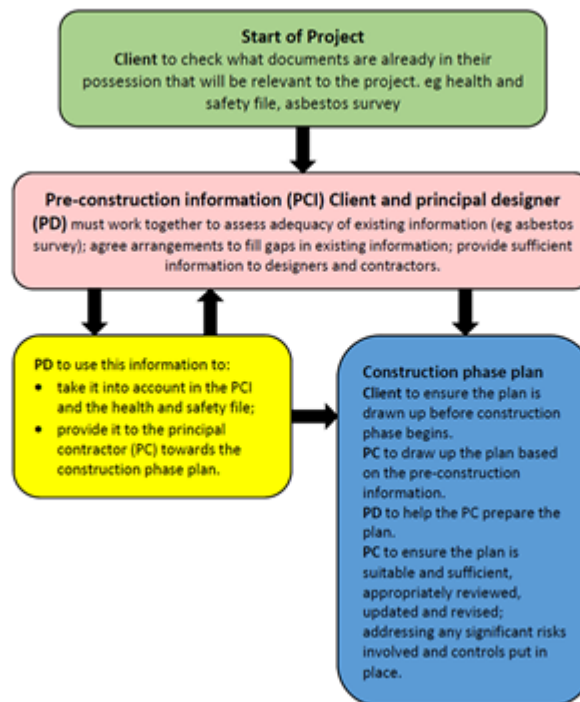 Start of Project
Client to check what documents are already in their
possession that will be relevant to the project. eg health and
safety file, asbestos survey
Pre-construction information (PCI) Client and principal designer
(PD) must work together to assess adequacy of existing information (eg asbestos
survey); agree arrangements to fill gaps in existing information; provide sufficient
information to designers and contractors.
PD to use this information to:
• take it into account in the PCI
and the health and safety file;
• provide it to the principal
contractor (PC) towards the
construction phase plan.
Construction phase plan
Client to ensure the plan is
drawn up before construction
phase begins.
PC to draw up the plan based
on the pre-construction
information.
PD to help the PC prepare the
plan.
PC to ensure the plan is
suitable and sufficient,
appropriately reviewed,
updated and revised;
addressing any significant risks
involved and controls put in
place.